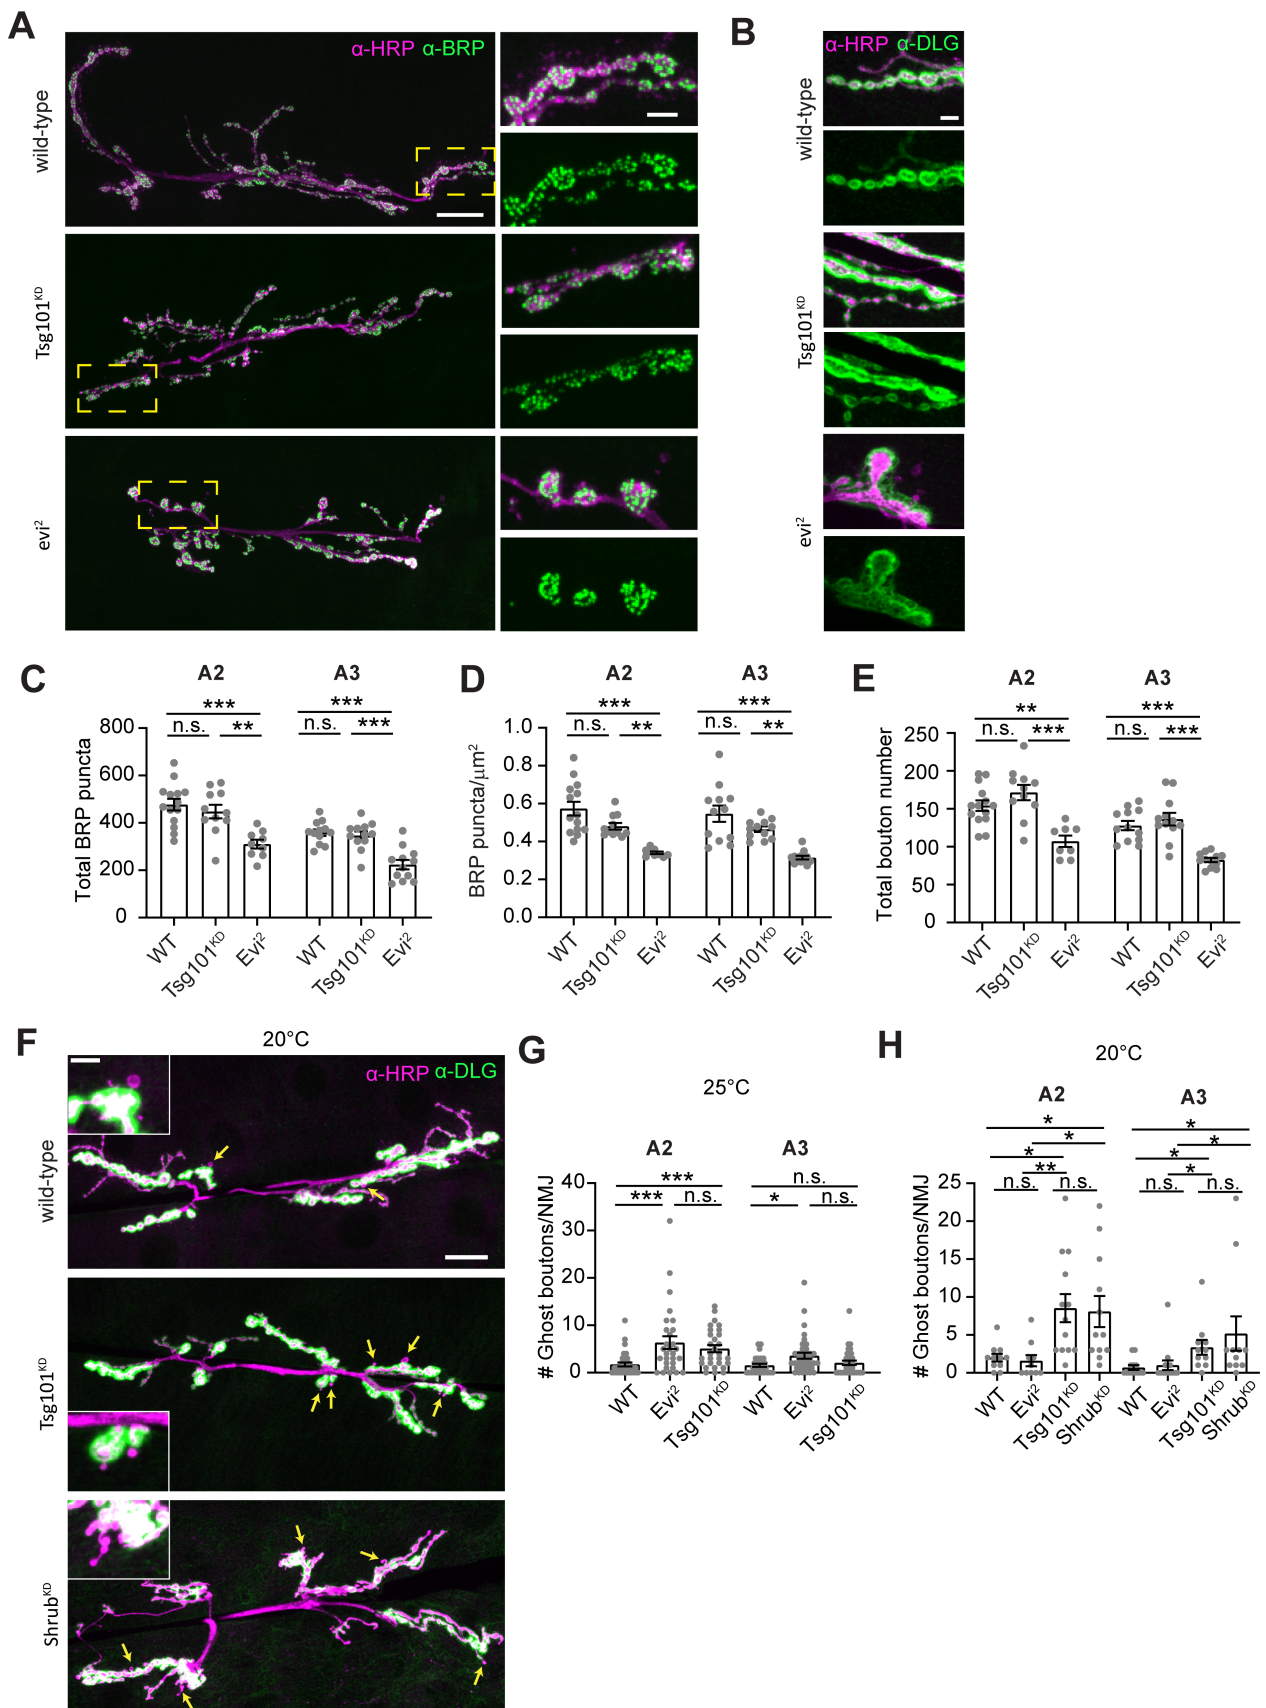 A
α-HRP α-BRP
wild-type
Tsg101KD
evi2
B
α-HRP α-DLG
wild-type
Tsg101KD
evi2
C
A2 A3
*** ***
n.s. ** n.s. ***
Total BRP puncta
800
600
400
200
0
WT Tsg101KD Evi2 WT Tsg101KD Evi2
D
A2 A3
*** ***
n.s. ** n.s. **
BRP puncta/μm2
1.0
0.8
0.6
0.4
0.2
0.0
WT Tsg101KD Evi2 WT Tsg101KD Evi2
E
A2 A3
** ***
n.s. *** n.s. ***
Total bouton number
250
200
150
100
50
0
WT Tsg101KD Evi2 WT Tsg101KD Evi2
F
20°C
α-HRP α-DLG
wild-type
Tsg101KD
ShrubKD
G
25°C
A2 A3
*** n.s.
*** n.s. * n.s.
# Ghost boutons/NMJ
40
30
20
10
0
WT Evi2 Tsg101KD WT Evi2 Tsg101KD
H
20°C
A2 A3
* *
* *
* *
** *
n.s. n.s. n.s. n.s.
# Ghost boutons/NMJ
25
20
15
10
5
0
WT Evi2 Tsg101KD ShrubKD WT Evi2 Tsg101KD ShrubKD